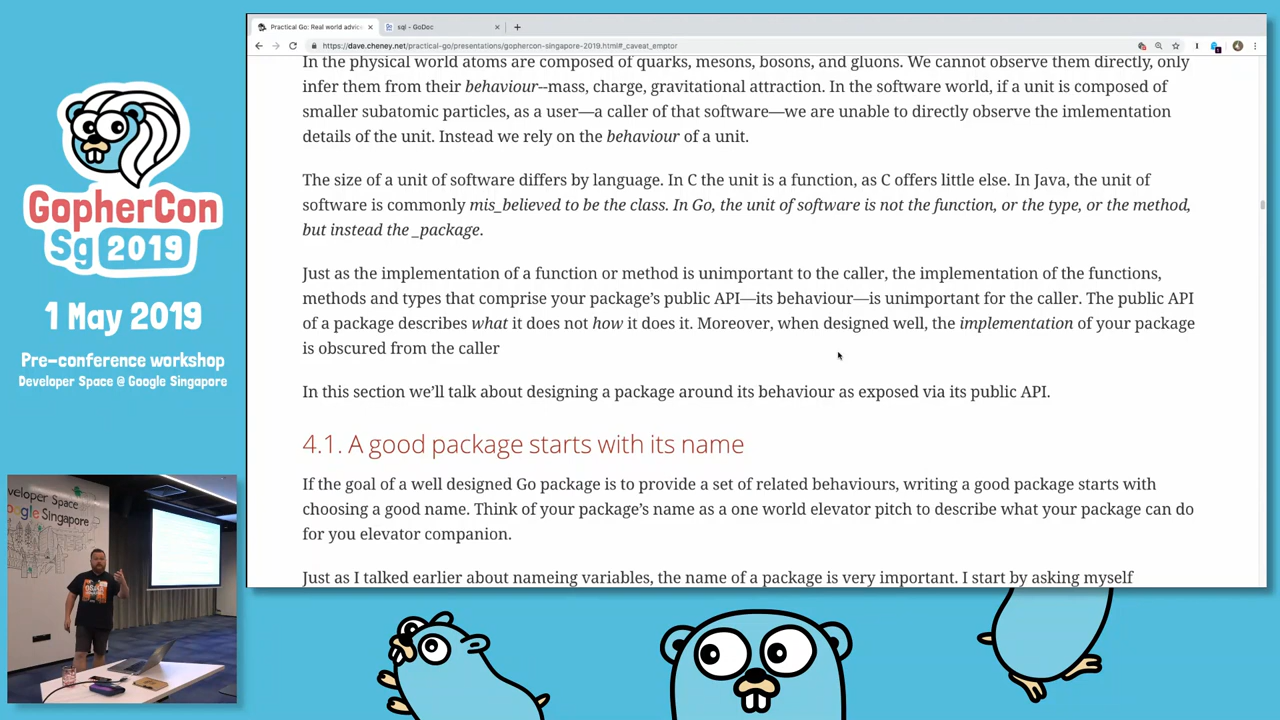 GopherCon
Sg 2019
1 May 2019
Pre-conference workshop
Developer Space @ Google Singapore
Practical Go: Real world advice
sql - GoDoc
https://dave.cheney.net/practical-go/presentations/gophercon-singapore-2019.html#_caveat_emptor
In the physical world atoms are composed of quarks, mesons, bosons, and gluons. We cannot observe them directly, only
infer them from their behaviour--mass, charge, gravitational attraction. In the software world, if a unit is composed of
smaller subatomic particles, as a user—a caller of that software—we are unable to directly observe the imlementation
details of the unit. Instead we rely on the behaviour of a unit.
The size of a unit of software differs by language. In C the unit is a function, as C offers little else. In Java, the unit of
software is commonly mis_believed to be the class. In Go, the unit of software is not the function, or the type, or the method,
but instead the _package.
Just as the implementation of a function or method is unimportant to the caller, the implementation of the functions,
methods and types that comprise your package's public API—its behaviour—is unimportant for the caller. The public API
of a package describes what it does not how it does it. Moreover, when designed well, the implementation of your package
is obscured from the caller
In this section we'll talk about designing a package around its behaviour as exposed via its public API.
4.1. A good package starts with its name
If the goal of a well designed Go package is to provide a set of related behaviours, writing a good package starts with
choosing a good name. Think of your package's name as a one world elevator pitch to describe what your package can do
for you elevator companion.
Just as I talked earlier about nameing variables, the name of a package is very important. I start by asking myself
veloper Space
oogle Singapore